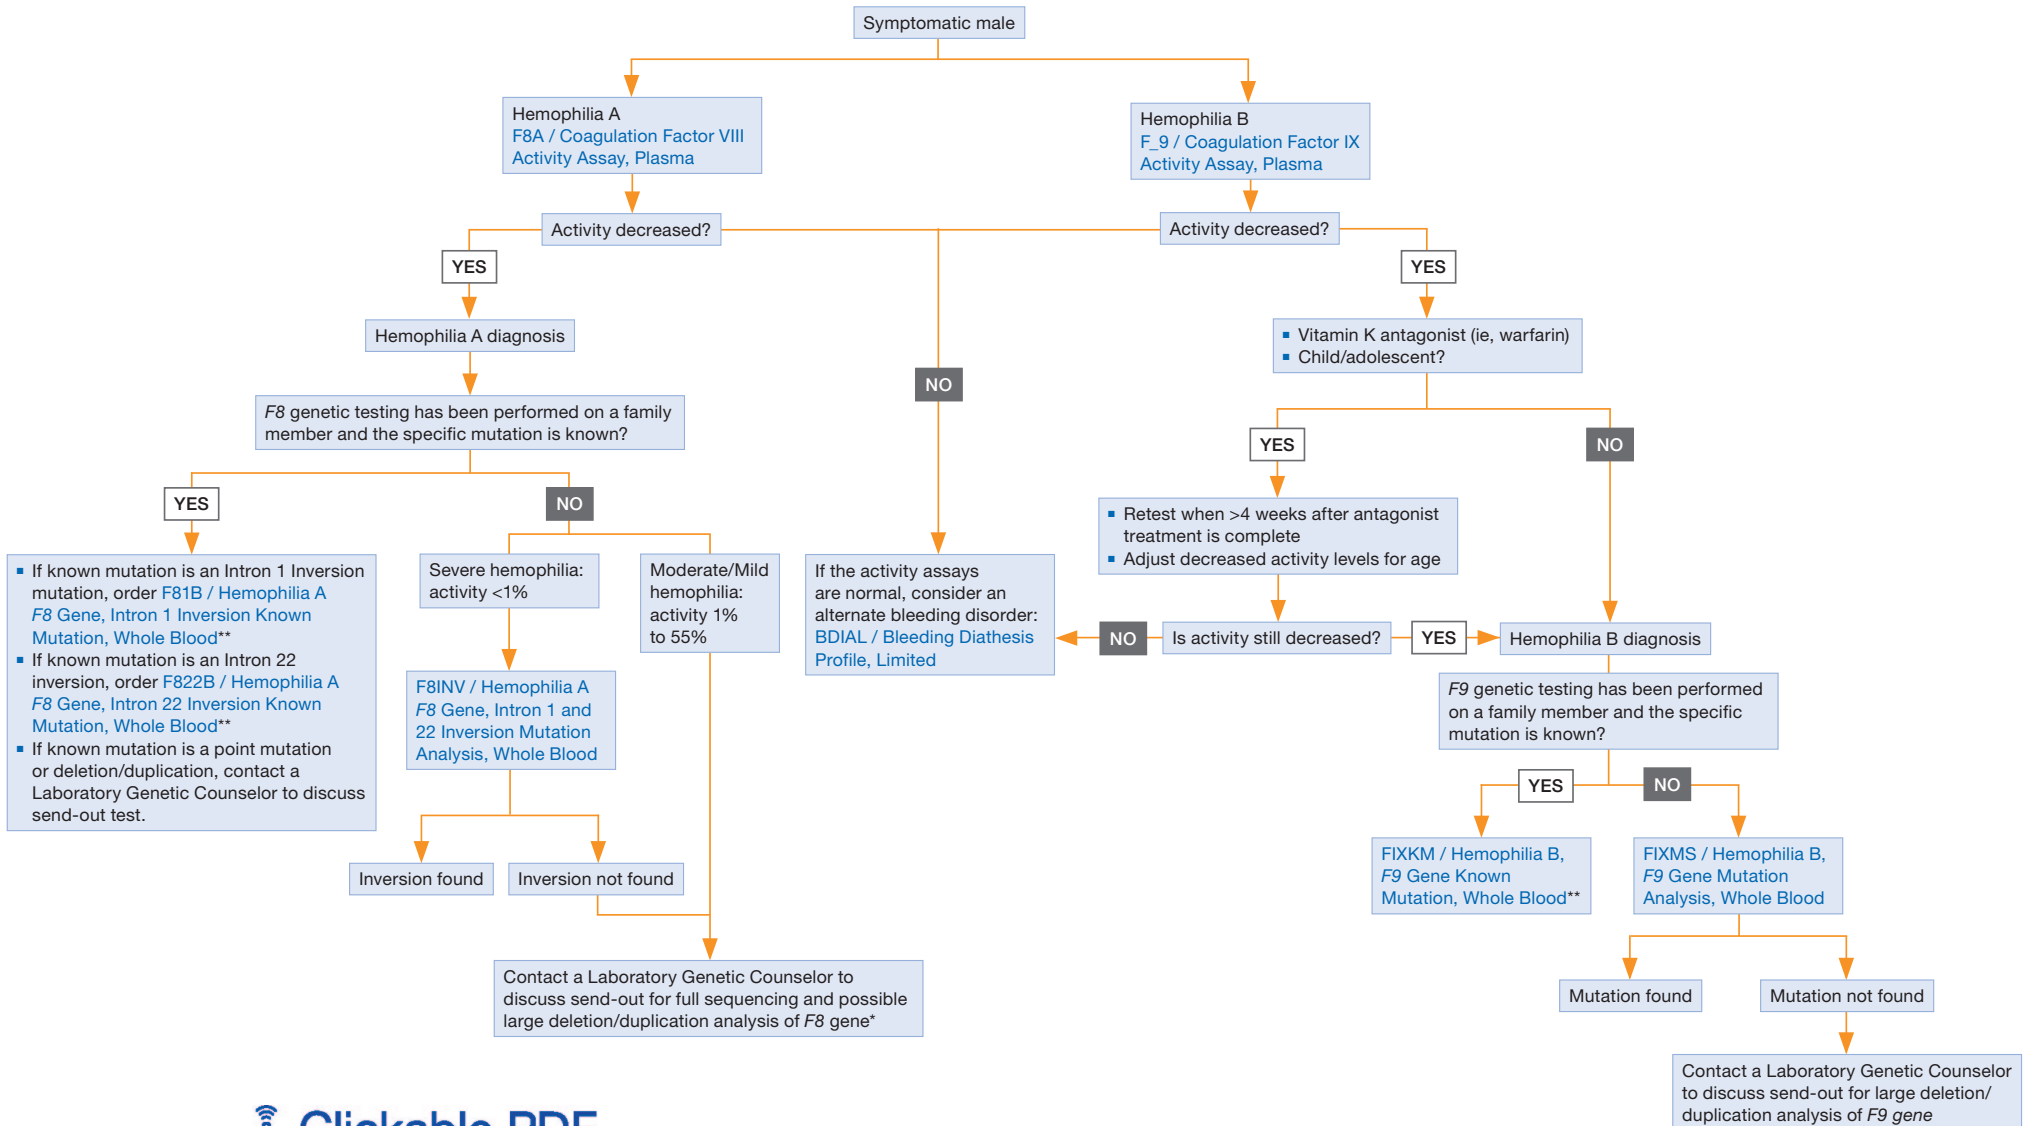 Symptomatic male
Hemophilia A
F8A / Coagulation Factor VIII
Activity Assay, Plasma
Hemophilia B
F_9 / Coagulation Factor IX
Activity Assay, Plasma
Activity decreased?
Activity decreased?
YES
YES
Hemophilia A diagnosis
▪ Vitamin K antagonist (ie, warfarin)
▪ Child/adolescent?
NO
F8 genetic testing has been performed on a family
member and the specific mutation is known?
YES
NO
YES
NO
▪ Retest when >4 weeks after antagonist
treatment is complete
▪ Adjust decreased activity levels for age
▪ If known mutation is an Intron 1 Inversion
mutation, order F81B / Hemophilia A
F8 Gene, Intron 1 Inversion Known
Mutation, Whole Blood**
▪ If known mutation is an Intron 22
inversion, order F822B / Hemophilia A
F8 Gene, Intron 22 Inversion Known
Mutation, Whole Blood**
▪ If known mutation is a point mutation
or deletion/duplication, contact a
Laboratory Genetic Counselor to discuss
send-out test.
Severe hemophilia:
activity <1%
Moderate/Mild
hemophilia:
activity 1%
to 55%
If the activity assays
are normal, consider an
alternate bleeding disorder:
BDIAL / Bleeding Diathesis
Profile, Limited
NO
Is activity still decreased?
YES
Hemophilia B diagnosis
F8INV / Hemophilia A
F8 Gene, Intron 1 and
22 Inversion Mutation
Analysis, Whole Blood
F9 genetic testing has been performed
on a family member and the specific
mutation is known?
YES
NO
Inversion found
Inversion not found
FIXKM / Hemophilia B,
F9 Gene Known
Mutation, Whole Blood**
FIXMS / Hemophilia B,
F9 Gene Mutation
Analysis, Whole Blood
Contact a Laboratory Genetic Counselor to
discuss send-out for full sequencing and possible
large deletion/duplication analysis of F8 gene*
Mutation found
Mutation not found
Contact a Laboratory Genetic Counselor
to discuss send-out for large deletion/
duplication analysis of F9 gene
Clickable PDF